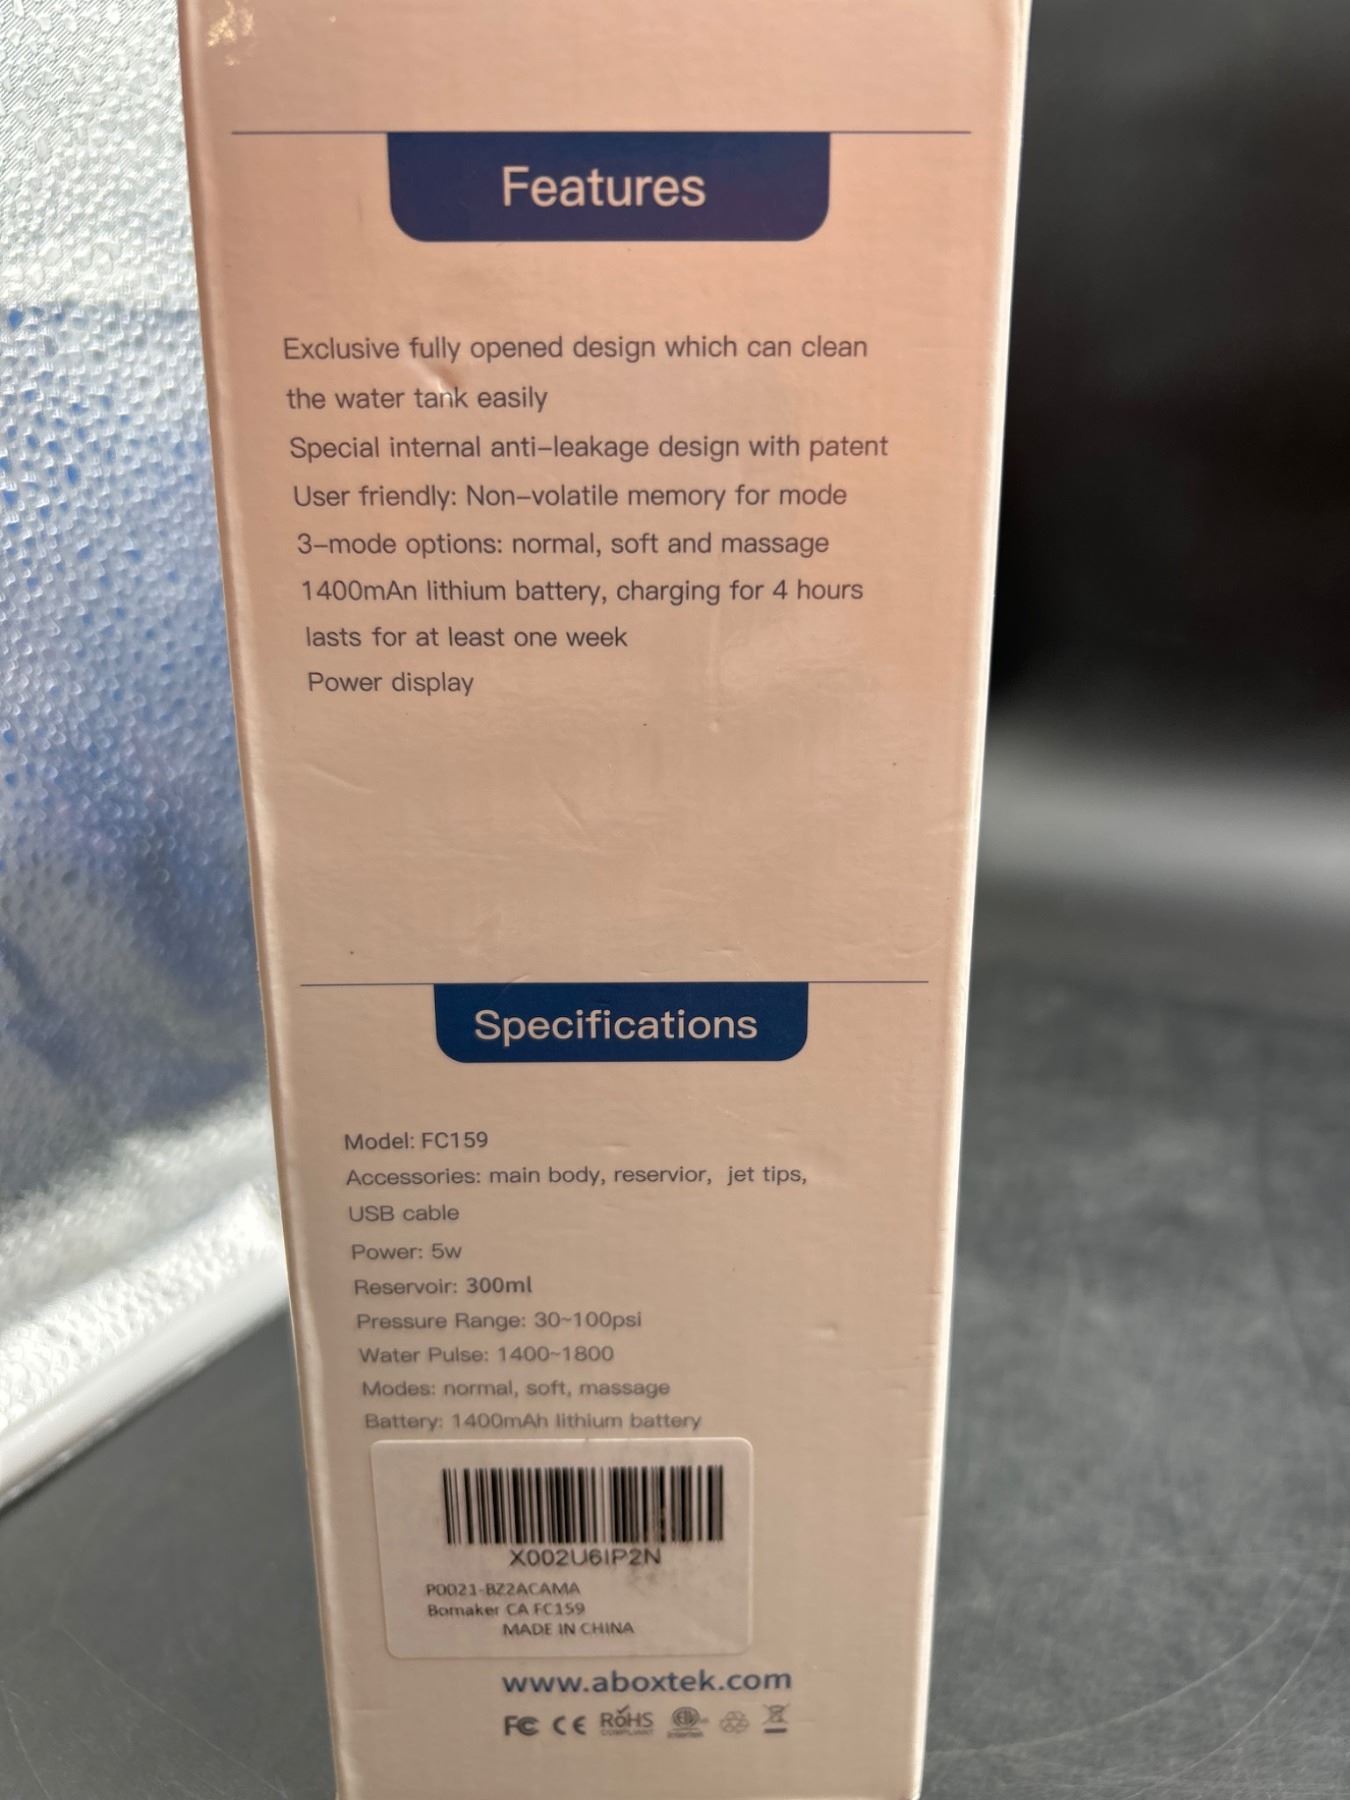 Features
Exclusive fully opened design which can clean
the water tank easily
Special internal anti-leakage design with patent
User friendly: Non-volatile memory for mode
3-mode options: normal, soft and massage
1400mAn lithium battery, charging for 4 hours
lasts for at least one week
Power display
Specifications
Model: FC159
Accessories: main body, reservior, jet tips,
USB cable
Power: 5w
Reservoir: 300ml
Pressure Range: 30~100psi
Water Pulse: 1400~1800
Modes: normal, soft, massage
Battery: 1400mAh lithium battery
X002U6IP2N
P0021-BZ2ACAMA
Bomaker CA FC159
MADE IN CHINA
www.aboxtek.com
FC CE RoHS
COMPLIANT